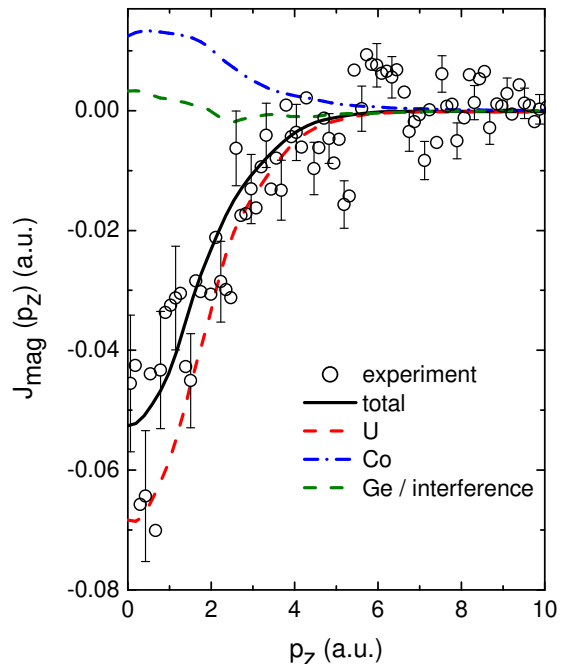 0.00
-0.02
-0.04
-0.06
-0.08
J_mag (p_z) (a.u.)
experiment
total
U
Co
Ge / interference
0 2 4 6 8 10
p_z (a.u.)